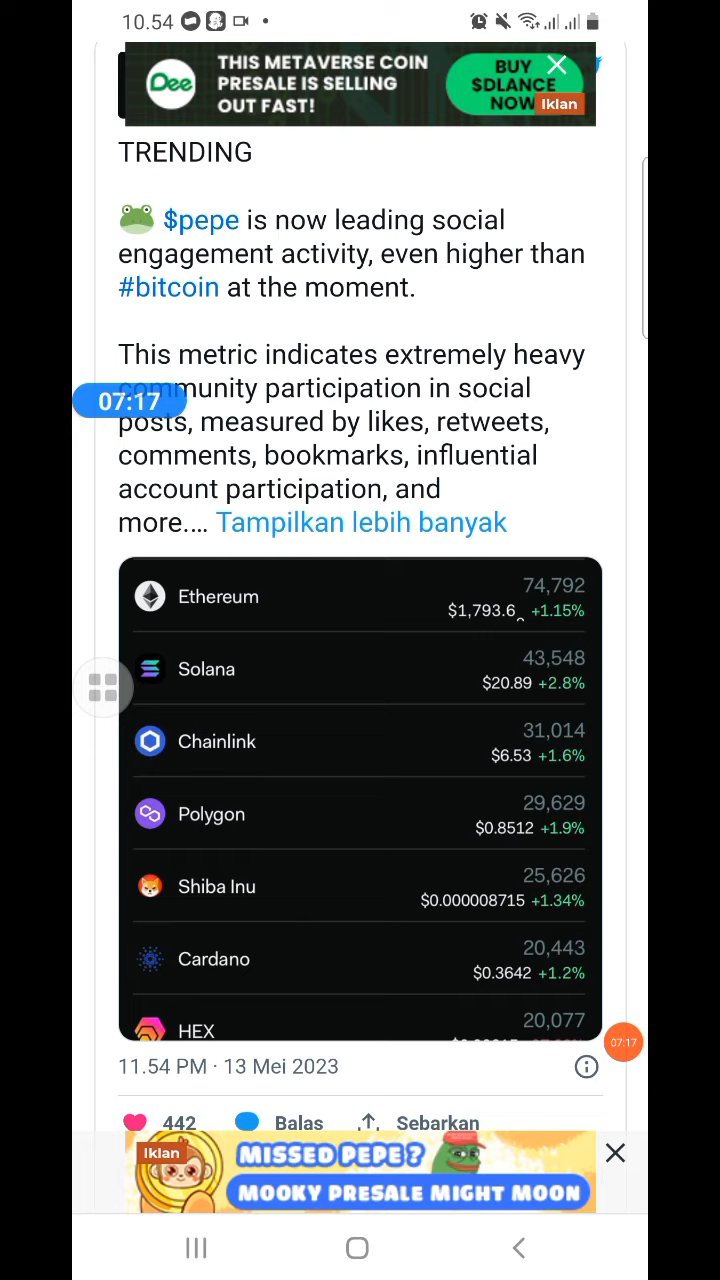 10.54
THIS METAVERSE COIN
PRESALE IS SELLING
OUT FAST!
Dee
BUY
$DLANCE
NOW
Iklan
TRENDING
🐸 $pepe is now leading social
engagement activity, even higher than
#bitcoin at the moment.
This metric indicates extremely heavy
community participation in social
07:17
posts, measured by likes, retweets,
comments, bookmarks, influential
account participation, and
more.... Tampilkan lebih banyak
Ethereum 74,792
$1,793.6 +1.15%
Solana 43,548
$20.89 +2.8%
Chainlink 31,014
$6.53 +1.6%
Polygon 29,629
$0.8512 +1.9%
Shiba Inu 25,626
$0.000008715 +1.34%
Cardano 20,443
$0.3642 +1.2%
HEX 20,077
07:17
11.54 PM · 13 Mei 2023
442 Balas Sebarkan
Iklan
MISSED PEPE?
MOOKY PRESALE MIGHT MOON